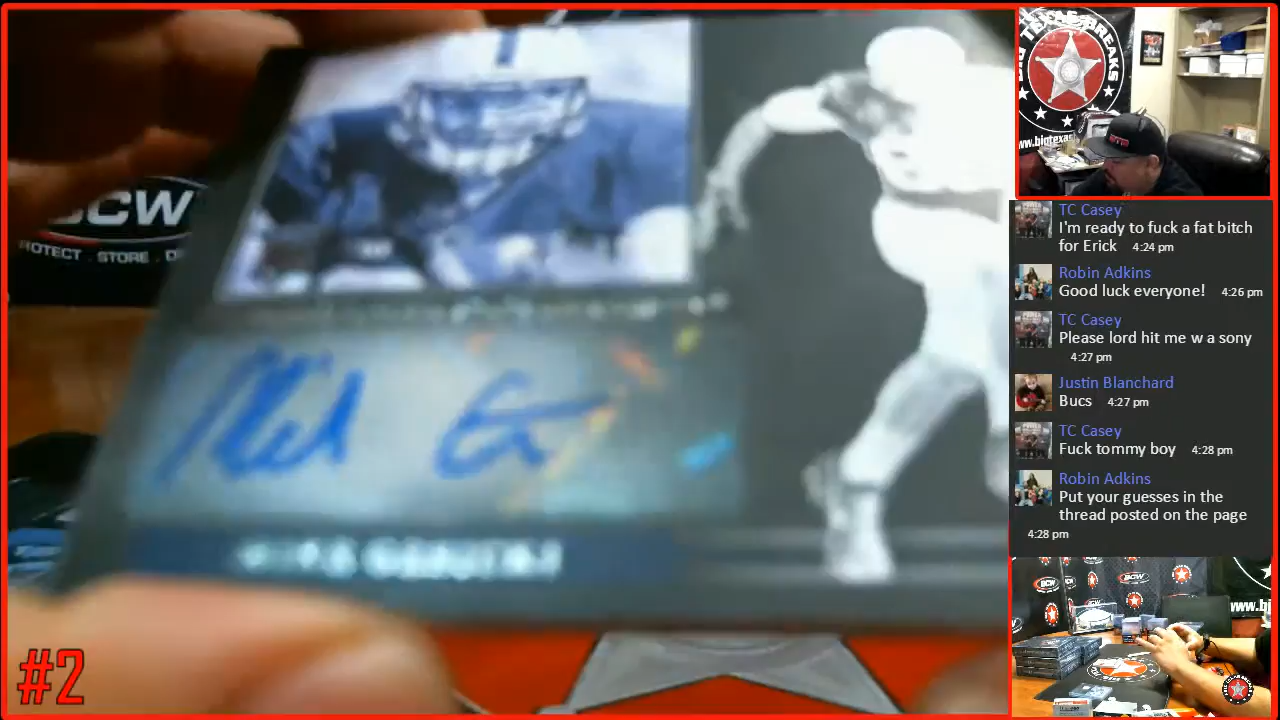 BCW
BIG TEXAS BREAKS
www.bigtexas
TC Casey
I'm ready to fuck a fat bitch
for Erick 4:24 pm
Robin Adkins
Good luck everyone! 4:26 pm
TC Casey
Please lord hit me w a sony
4:27 pm
Justin Blanchard
Bucs 4:27 pm
TC Casey
Fuck tommy boy 4:28 pm
Robin Adkins
Put your guesses in the
thread posted on the page
4:28 pm
BCW
BCW
www.bi
#2